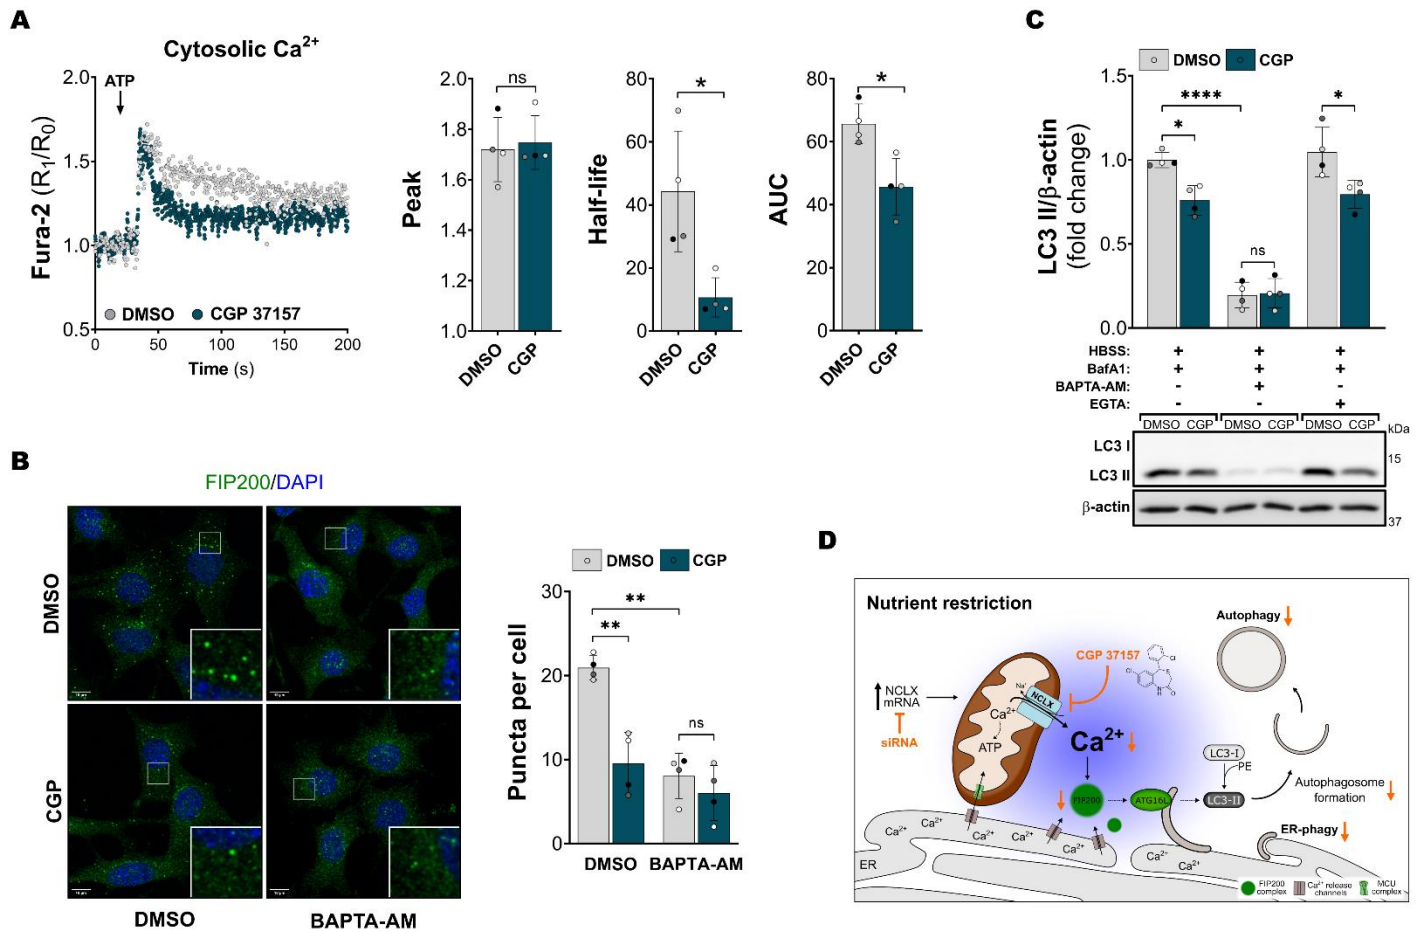 A
Cytosolic Ca²⁺
ATP
Fura-2 (R₁/R₀)
2.0
1.5
1.0
0.5
DMSO
CGP 37157
0
50
100
150
200
Time (s)
Peak
2.0
1.8
1.6
1.4
1.2
1.0
ns
DMSO
CGP
Half-life
80
60
40
20
0
*
DMSO
CGP
AUC
80
60
40
20
0
*
DMSO
CGP
B
FIP200/DAPI
DMSO
CGP
DMSO
BAPTA-AM
DMSO
CGP
Puncta per cell
30
20
10
0
**
**
ns
DMSO
BAPTA-AM
C
DMSO
CGP
LC3 II/β-actin
(fold change)
1.5
1.0
0.5
0.0
****
*
ns
*
HBSS: + + +
BafA1: + + +
BAPTA-AM: - + -
EGTA: - - +
DMSO CGP DMSO CGP DMSO CGP
kDa
LC3 I
15
LC3 II
β-actin
37
D
Nutrient restriction
Autophagy
CGP 37157
Cl
Cl
S
N
H
O
NCLX
mRNA
siRNA
Na⁺
NCLX
Ca²⁺
ATP
Ca²⁺
LC3-I
PE
FIP200
ATG16L
LC3-II
Autophagosome
formation
ER-phagy
Ca²⁺
Ca²⁺
Ca²⁺
Ca²⁺
Ca²⁺
Ca²⁺
Ca²⁺
Ca²⁺
ER
FIP200
complex
Ca²⁺ release
channels
MCU
complex